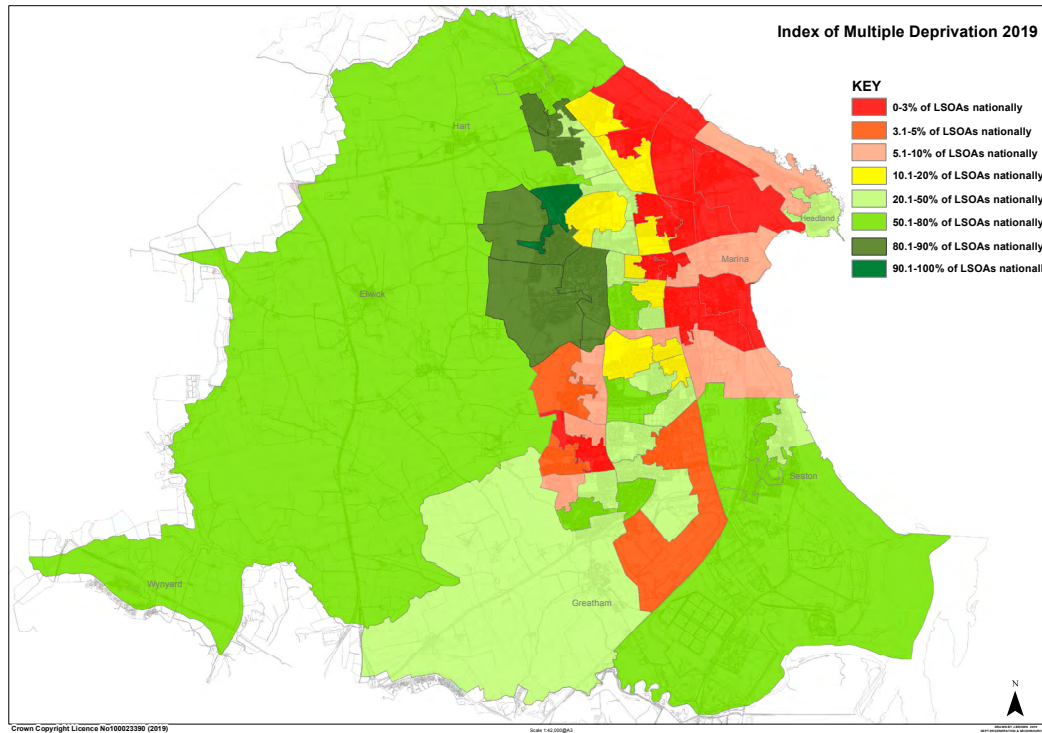 Index of Multiple Deprivation 2019
KEY
0-3% of LSOAs nationally
3.1-5% of LSOAs nationally
5.1-10% of LSOAs nationally
10.1-20% of LSOAs nationally
20.1-50% of LSOAs nationally
50.1-80% of LSOAs nationally
80.1-90% of LSOAs nationally
90.1-100% of LSOAs nationall
Hart
Headland
Marina
Elwick
Seaton
Wynyard
Greatham
N
Crown Copyright Licence No100023390 (2019)
Scale 1:42,000@A3